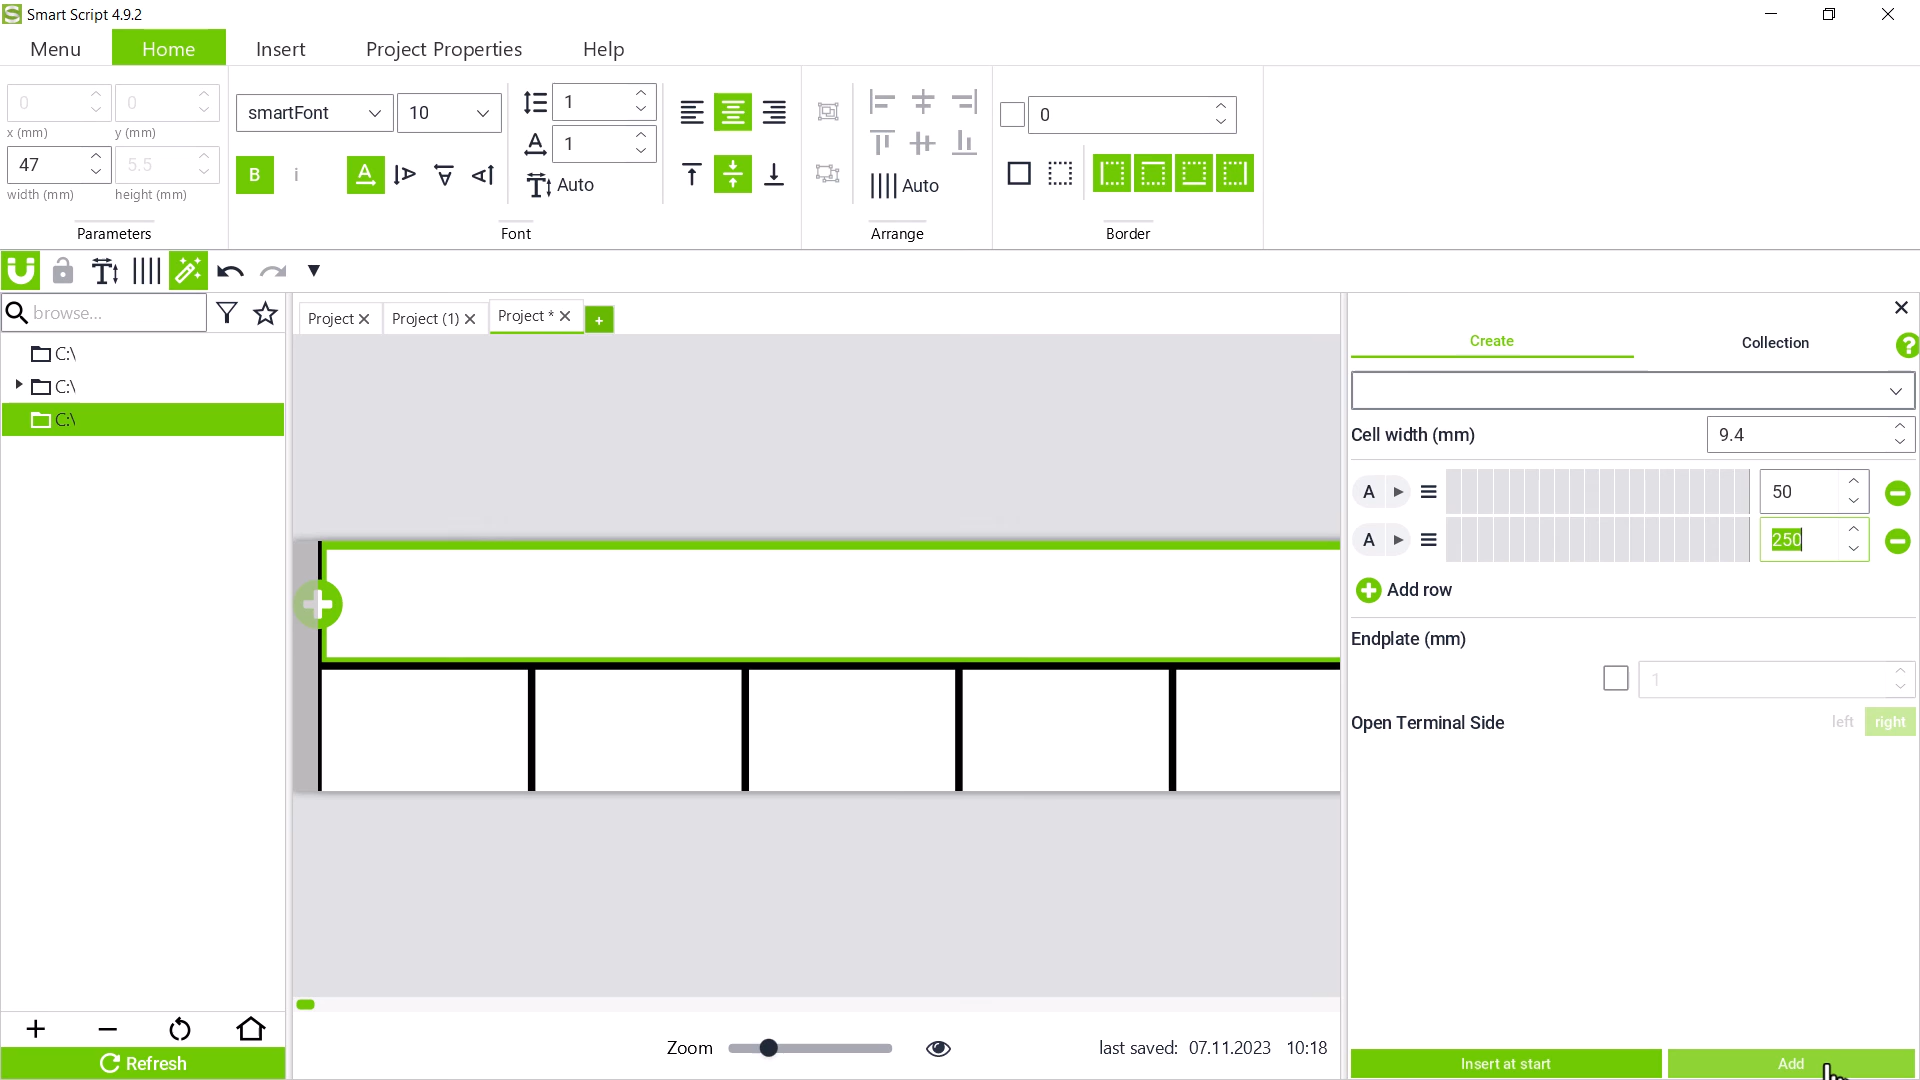 Smart Script 4.9.2
Menu
Home
Insert
Project Properties
Help
0
0
x (mm)
y (mm)
47
5.5
width (mm)
height (mm)
Parameters
smartFont
10
1
A
1
B
i
A
A
A
A
T Auto
Font
Auto
Arrange
0
Border
browse...
C:\
C:\
C:\
Refresh
Project
Project (1)
Project *
+
Zoom
last saved: 07.11.2023 10:18
Create
Collection
?
Cell width (mm)
9.4
A
50
A
250
Add row
Endplate (mm)
1
Open Terminal Side
left
right
Insert at start
Add